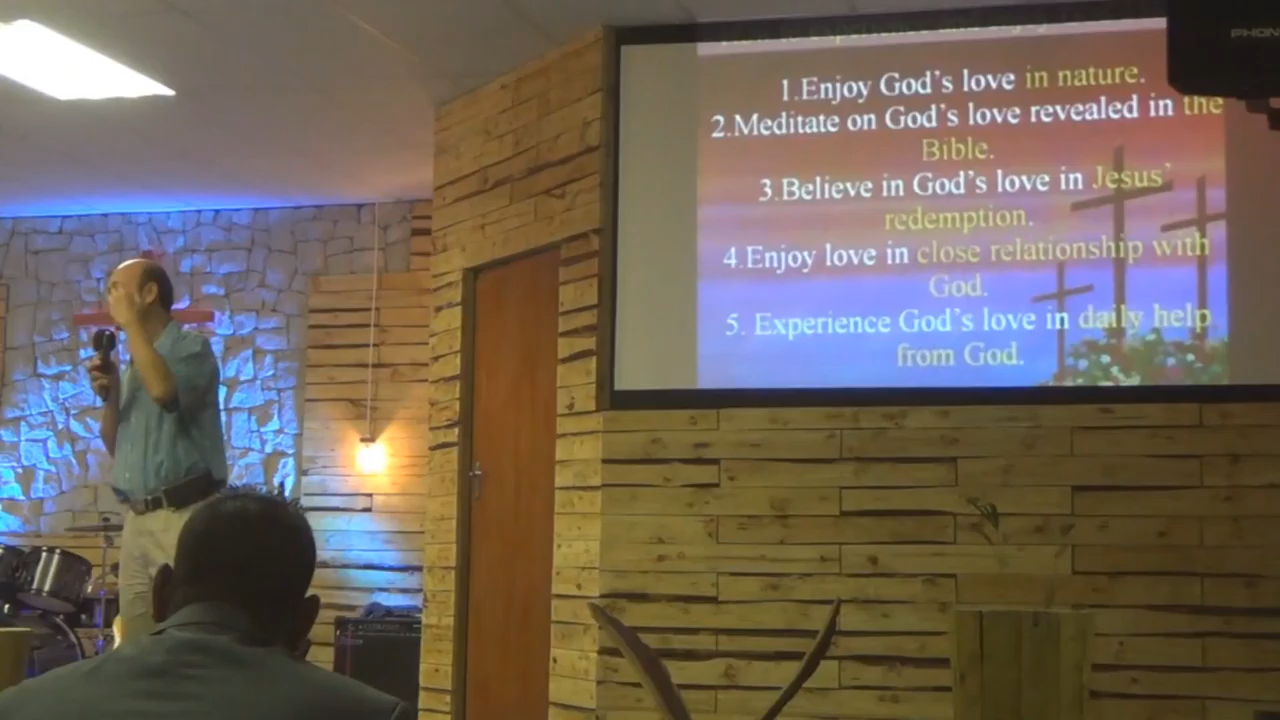 1.Enjoy God's love in nature.
2.Meditate on God's love revealed in the
Bible.
3.Believe in God's love in Jesus'
redemption.
4.Enjoy love in close relationship with
God.
5. Experience God's love in daily help
from God.
PHON